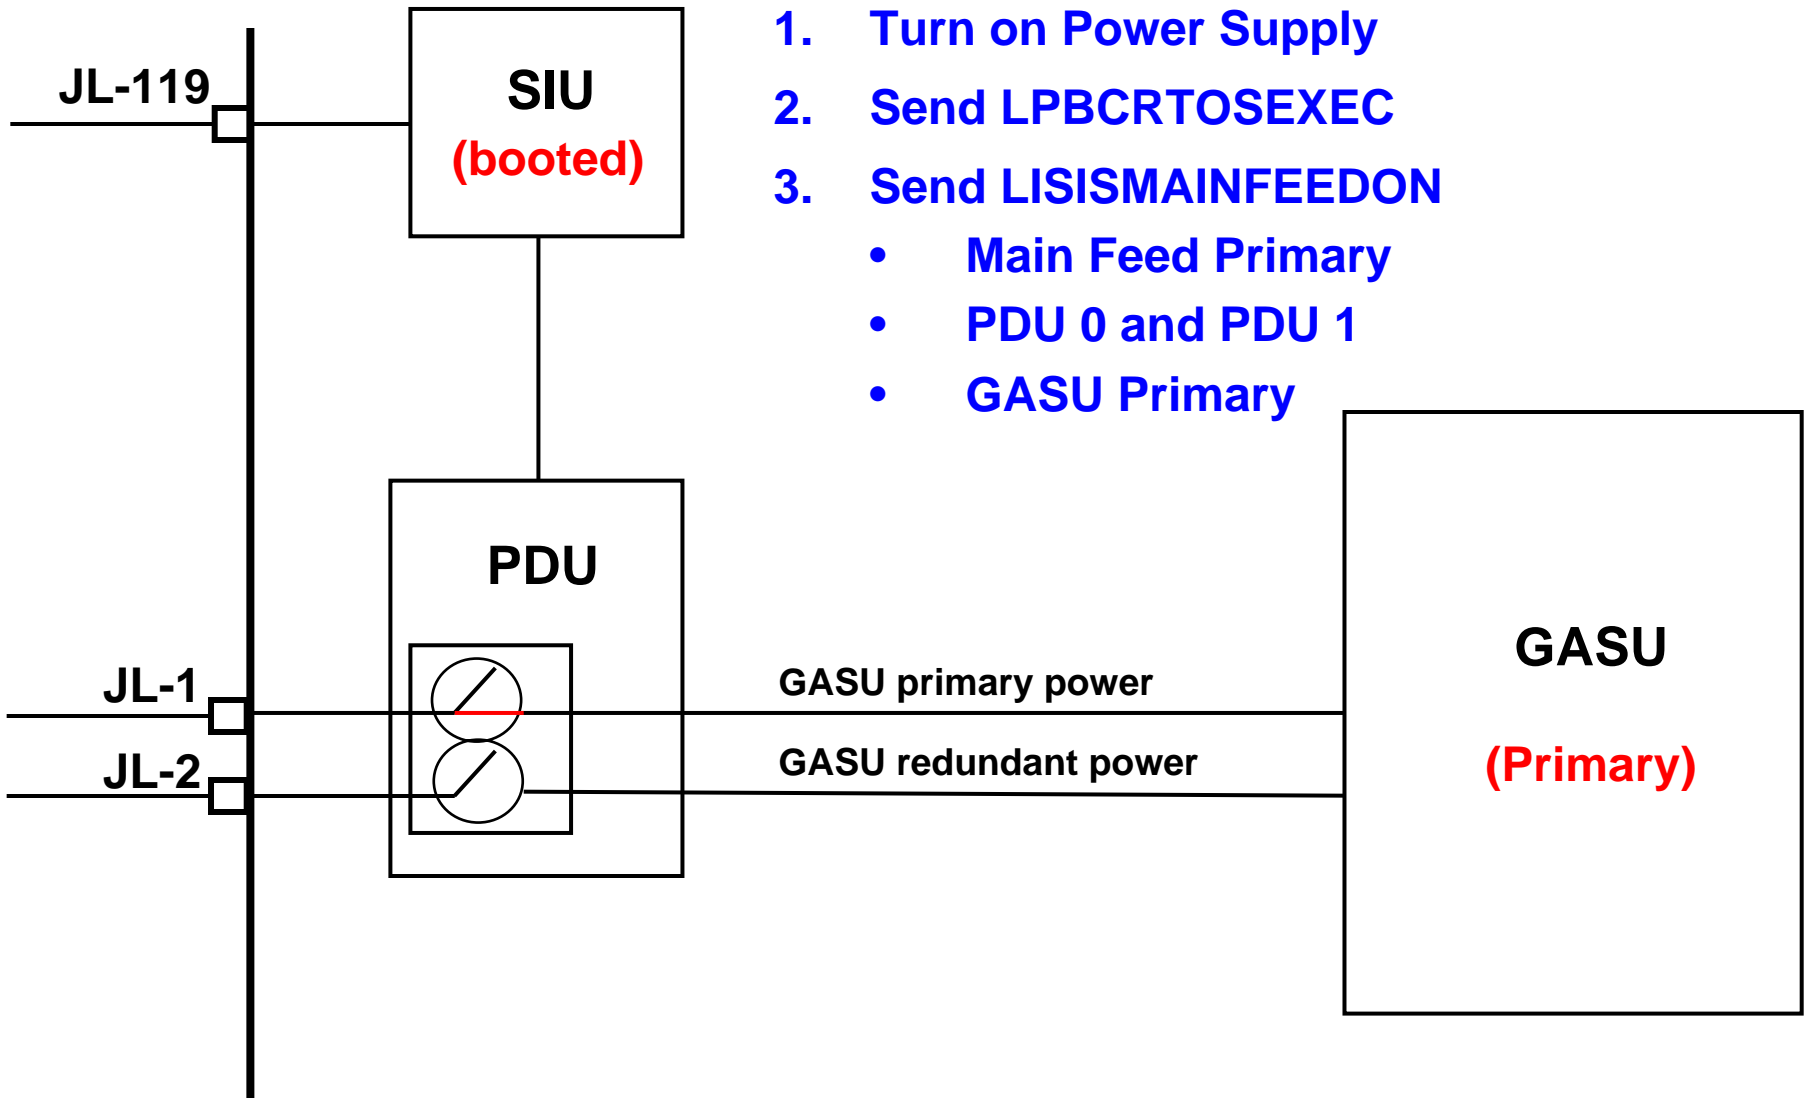 1. Turn on Power Supply
2. Send LPBCRTOSEXEC
3. Send LISISMAINFEEDON
• Main Feed Primary
• PDU 0 and PDU 1
• GASU Primary
JL-119
SIU
(booted)
PDU
JL-1
JL-2
GASU primary power
GASU redundant power
GASU
(Primary)